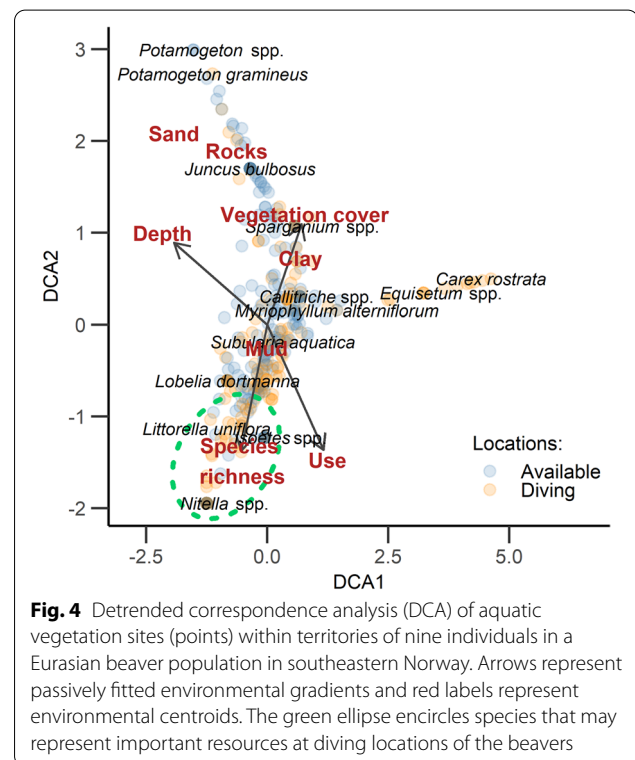 3
Potamogeton spp.
Potamogeton gramineus
2
Sand
Rocks
Juncus bulbosus
Vegetation cover
Sparganium spp.
1
Depth
Clay
DCA2
Carex rostrata
Equisetum spp.
Callitriche spp.
Myriophyllum alterniflorum
0
Subularia aquatica
Mud
Lobelia dortmanna
-1
Littorella uniflora
Isoetes spp.
Species
richness
Use
Locations:
Available
Diving
Nitella spp.
-2
-2.5 0.0 2.5 5.0
DCA1
Fig. 4 Detrended correspondence analysis (DCA) of aquatic
vegetation sites (points) within territories of nine individuals in a
Eurasian beaver population in southeastern Norway. Arrows represent
passively fitted environmental gradients and red labels represent
environmental centroids. The green ellipse encircles species that may
represent important resources at diving locations of the beavers